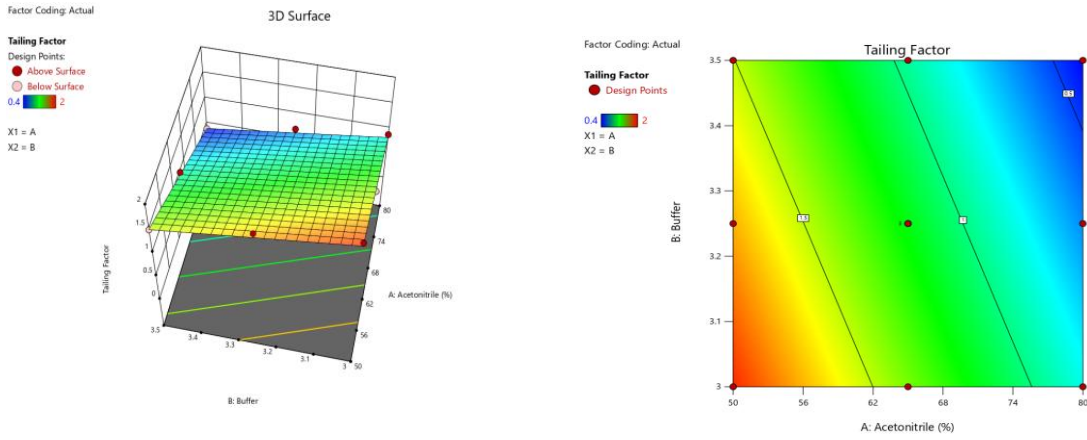 Factor Coding: Actual
3D Surface
Tailing Factor
Design Points:
Above Surface
Below Surface
0.4 2
X1 = A
X2 = B
2
1.5
1
0.5
0
Tailing Factor
3.5
3.4
3.3
3.2
3.1
3
50
56
62
68
74
80
A: Acetonitrile (%)
B: Buffer
Factor Coding: Actual
Tailing Factor
Tailing Factor
Design Points
0.4 2
X1 = A
X2 = B
3.5
3.4
3.3
3.2
3.1
3
B: Buffer
0.5
1.5
1
50 56 62 68 74 80
A: Acetonitrile (%)